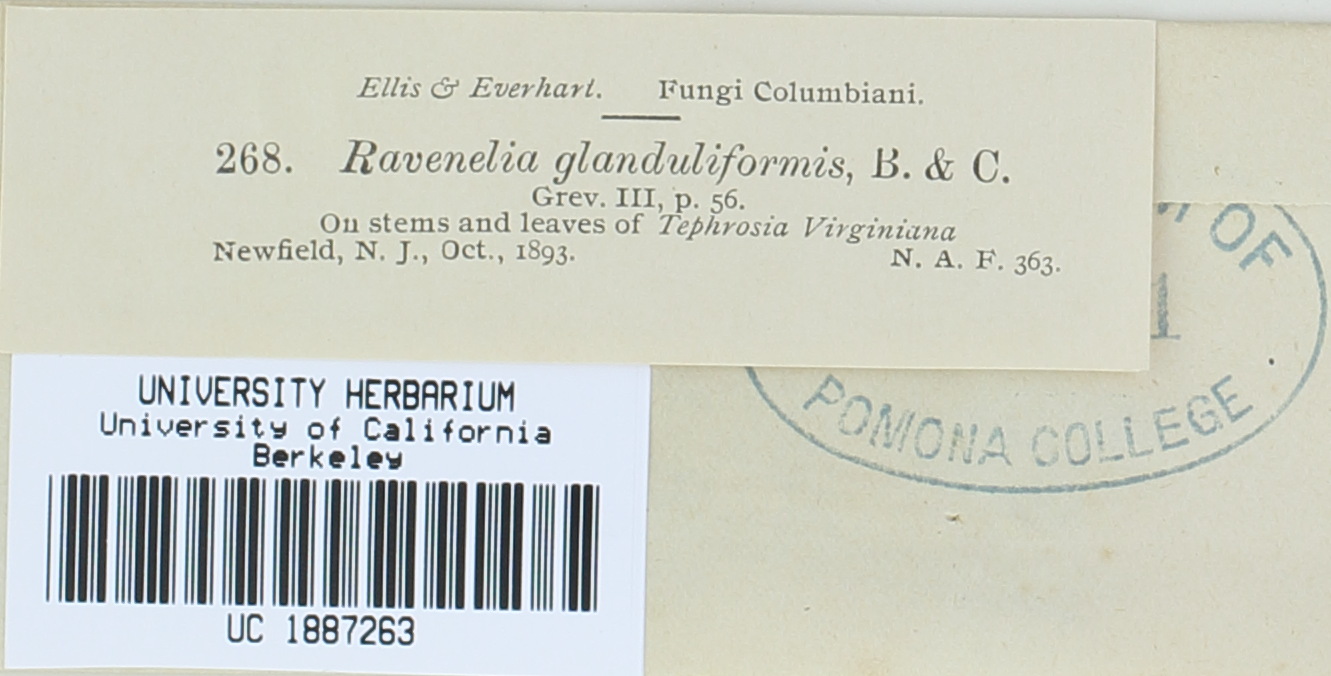 Ellis & Everhart. Fungi Columbiani.
268. Ravenelia glanduliformis, B. & C.
Grev. III, p. 56.
On stems and leaves of Tephrosia Virginiana
Newfield, N. J., Oct., 1893. N. A. F. 363.
OF
1
POMONA COLLEGE
UNIVERSITY HERBARIUM
University of California
Berkeley
UC 1887263